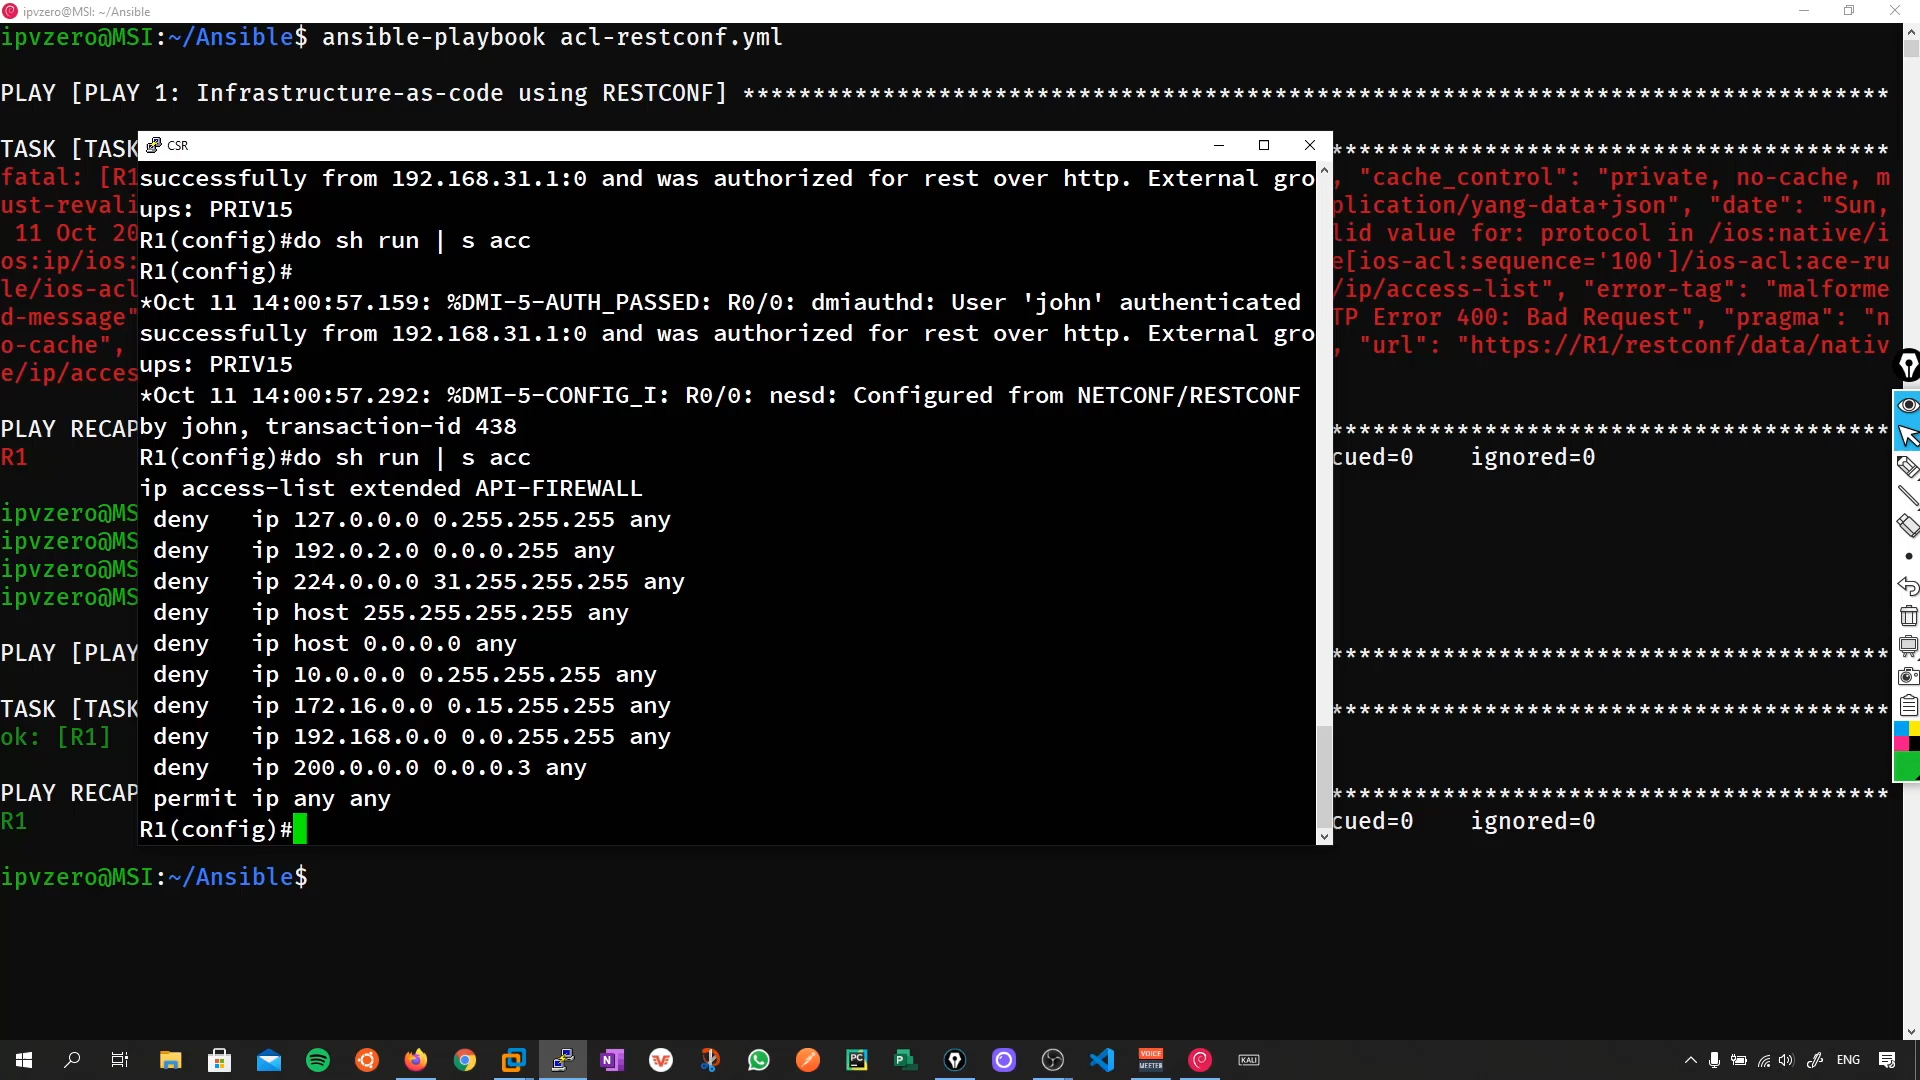 ipvzero@MSI: ~/Ansible
ipvzero@MSI:~/Ansible$ ansible-playbook acl-restconf.yml
PLAY [PLAY 1: Infrastructure-as-code using RESTCONF] **********************************************************************************
TASK [TASK
****************************************
fatal: [R1
, "cache_control": "private, no-cache, m
ust-revali
plication/yang-data+json", "date": "Sun,
11 Oct 20
lid value for: protocol in /ios:native/i
os:ip/ios:
e[ios-acl:sequence='100']/ios-acl:ace-ru
le/ios-acl
/ip/access-list", "error-tag": "malforme
d-message"
TP Error 400: Bad Request", "pragma": "n
o-cache",
, "url": "https://R1/restconf/data/nativ
e/ip/acces
PLAY RECAP
****************************************
R1
cued=0    ignored=0
ipvzero@MS
ipvzero@MS
ipvzero@MS
ipvzero@MS
PLAY [PLAY
****************************************
TASK [TASK
****************************************
ok: [R1]
PLAY RECAP
****************************************
R1
cued=0    ignored=0
ipvzero@MSI:~/Ansible$
CSR
successfully from 192.168.31.1:0 and was authorized for rest over http. External gro
ups: PRIV15
R1(config)#do sh run | s acc
R1(config)#
*Oct 11 14:00:57.159: %DMI-5-AUTH_PASSED: R0/0: dmiauthd: User 'john' authenticated
successfully from 192.168.31.1:0 and was authorized for rest over http. External gro
ups: PRIV15
*Oct 11 14:00:57.292: %DMI-5-CONFIG_I: R0/0: nesd: Configured from NETCONF/RESTCONF
by john, transaction-id 438
R1(config)#do sh run | s acc
ip access-list extended API-FIREWALL
deny   ip 127.0.0.0 0.255.255.255 any
deny   ip 192.0.2.0 0.0.0.255 any
deny   ip 224.0.0.0 31.255.255.255 any
deny   ip host 255.255.255.255 any
deny   ip host 0.0.0.0 any
deny   ip 10.0.0.0 0.255.255.255 any
deny   ip 172.16.0.0 0.15.255.255 any
deny   ip 192.168.0.0 0.0.255.255 any
deny   ip 200.0.0.0 0.0.0.3 any
permit ip any any
R1(config)#
N
PC
P
VOICE
MEETER
KALI
ENG